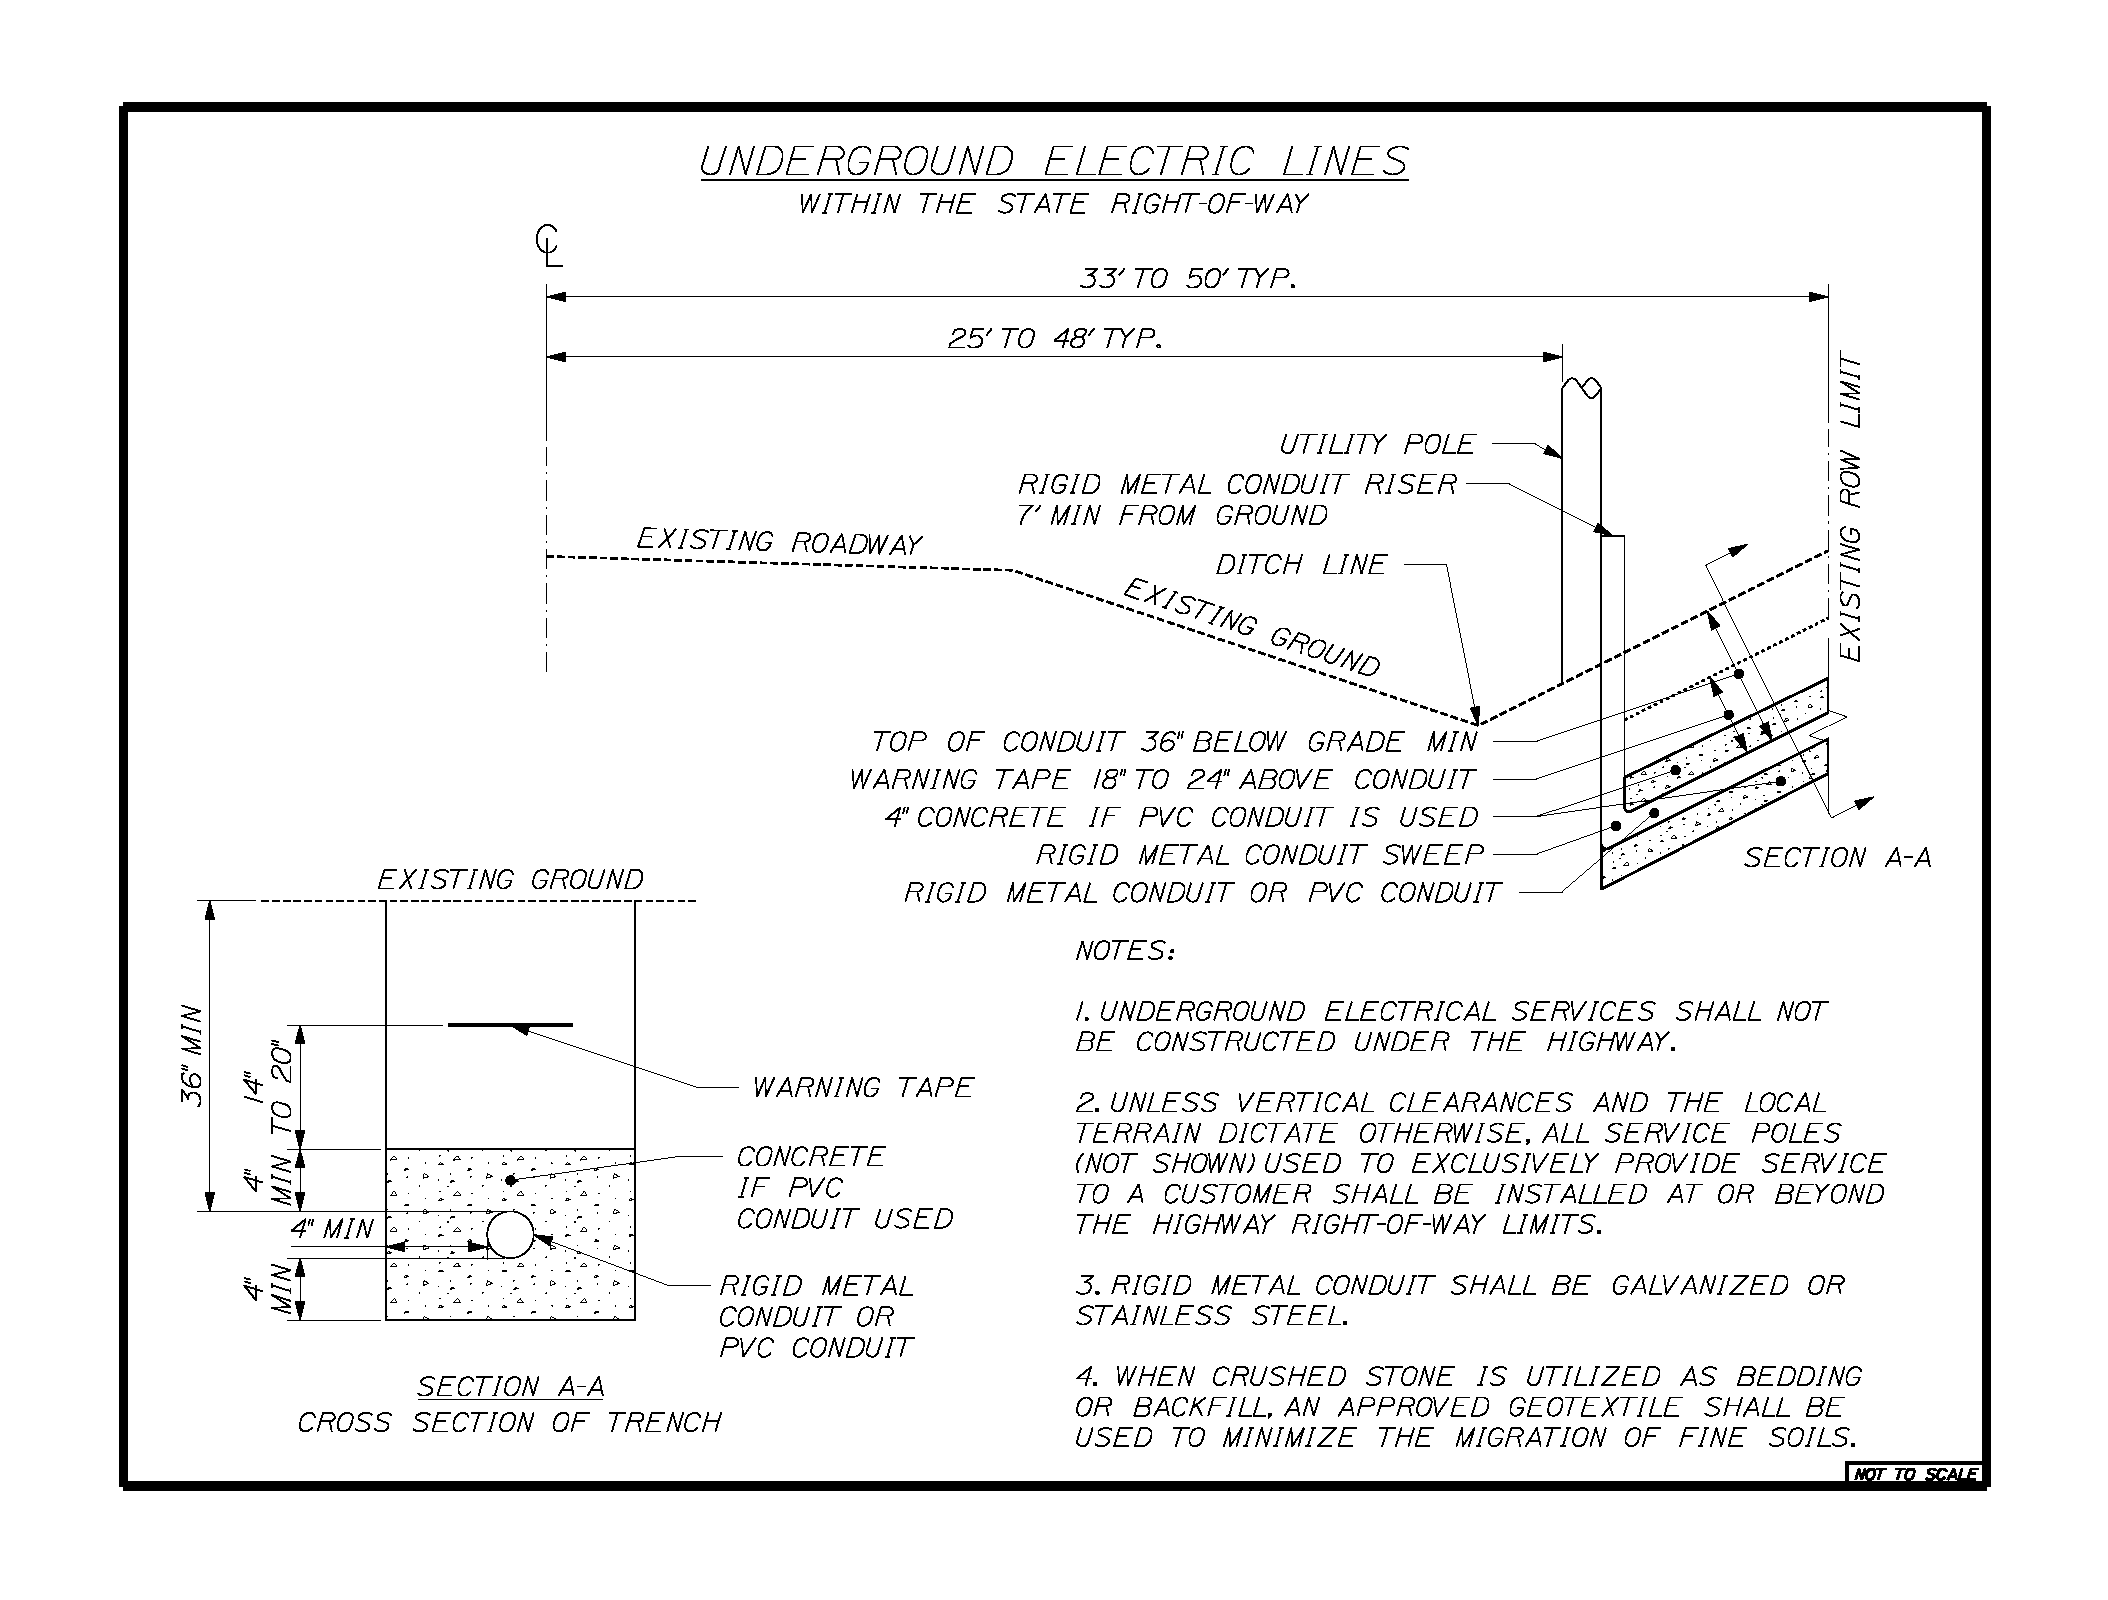 UNDERGROUND ELECTRIC LINES
WITHIN THE STATE RIGHT-OF-WAY
℄
33' TO 50' TYP.
25' TO 48' TYP.
UTILITY POLE
RIGID METAL CONDUIT RISER
7' MIN FROM GROUND
EXISTING ROADWAY
DITCH LINE
EXISTING GROUND
EXISTING ROW LIMIT
TOP OF CONDUIT 36" BELOW GRADE MIN
WARNING TAPE 18" TO 24" ABOVE CONDUIT
4" CONCRETE IF PVC CONDUIT IS USED
RIGID METAL CONDUIT SWEEP
RIGID METAL CONDUIT OR PVC CONDUIT
SECTION A-A
EXISTING GROUND
36" MIN
14"
TO 20"
4"
MIN
4" MIN
4"
MIN
WARNING TAPE
CONCRETE
IF PVC
CONDUIT USED
RIGID METAL
CONDUIT OR
PVC CONDUIT
SECTION A-A
CROSS SECTION OF TRENCH
NOTES:
1. UNDERGROUND ELECTRICAL SERVICES SHALL NOT
BE CONSTRUCTED UNDER THE HIGHWAY.
2. UNLESS VERTICAL CLEARANCES AND THE LOCAL
TERRAIN DICTATE OTHERWISE, ALL SERVICE POLES
(NOT SHOWN) USED TO EXCLUSIVELY PROVIDE SERVICE
TO A CUSTOMER SHALL BE INSTALLED AT OR BEYOND
THE HIGHWAY RIGHT-OF-WAY LIMITS.
3. RIGID METAL CONDUIT SHALL BE GALVANIZED OR
STAINLESS STEEL.
4. WHEN CRUSHED STONE IS UTILIZED AS BEDDING
OR BACKFILL, AN APPROVED GEOTEXTILE SHALL BE
USED TO MINIMIZE THE MIGRATION OF FINE SOILS.
NOT TO SCALE